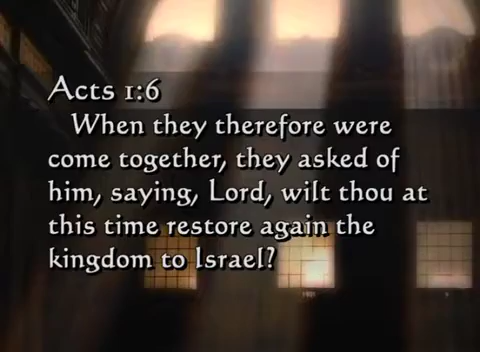 Acts 1:6
When they therefore were
come together, they asked of
him, saying, Lord, wilt thou at
this time restore again the
kingdom to Israel?